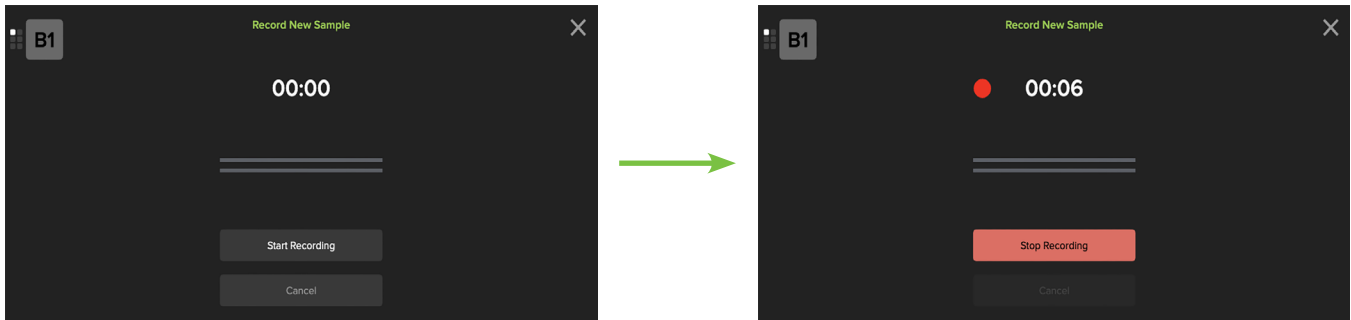 B1
Record New Sample
00:00
Start Recording
Cancel
B1
Record New Sample
00:06
Stop Recording
Cancel